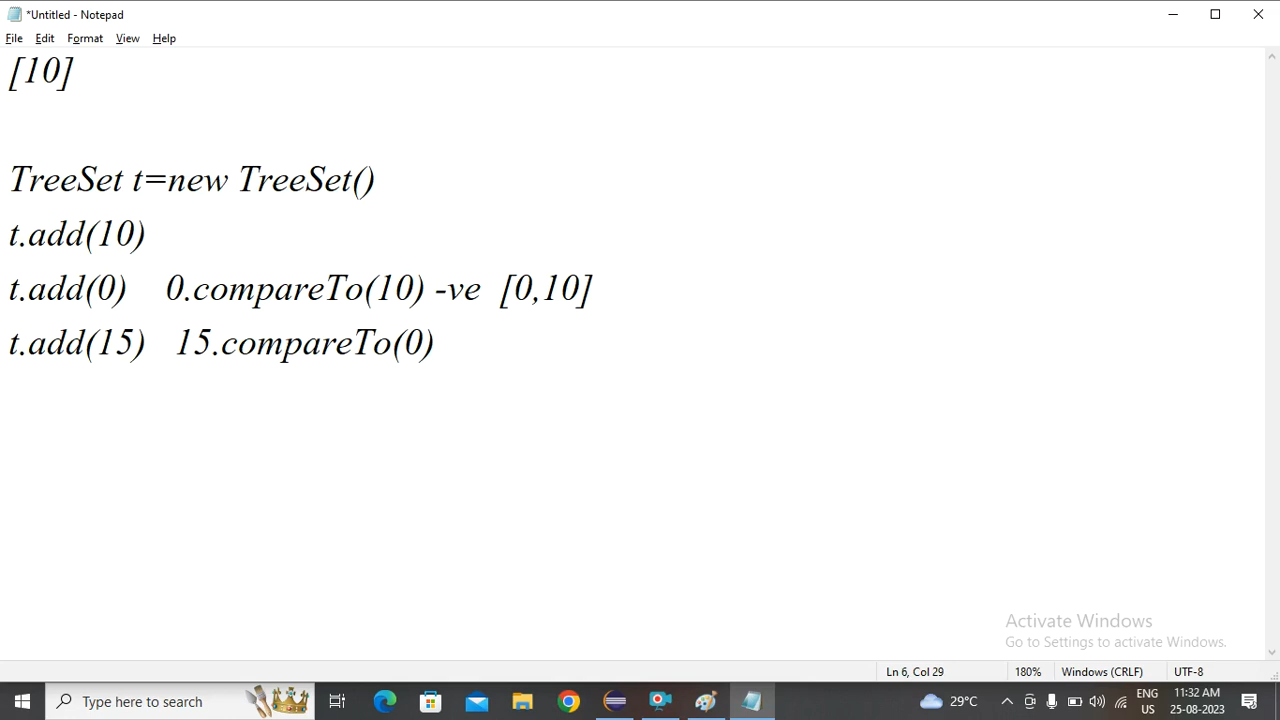 *Untitled - Notepad
File Edit Format View Help
[10]
TreeSet t=new TreeSet()
t.add(10)
t.add(0) 0.compareTo(10) -ve [0,10]
t.add(15) 15.compareTo(0)
Activate Windows
Go to Settings to activate Windows.
Ln 6, Col 29 180% Windows (CRLF) UTF-8
Type here to search 29°C ENG US 11:32 AM 25-08-2023